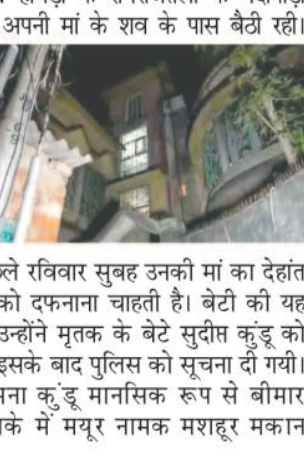 अपनी मां के शव के पास बैठी रही।
रविवार सुबह उनकी मां का देहांत
को दफनाना चाहती है। बेटी की यह
उन्होंने मृतक के बेटे सुदीप्त कुंडू को
इसके बाद पुलिस को सूचना दी गयी।
कुंडू मानसिक रूप से बीमार
में मयूर नामक मशहूर मकान